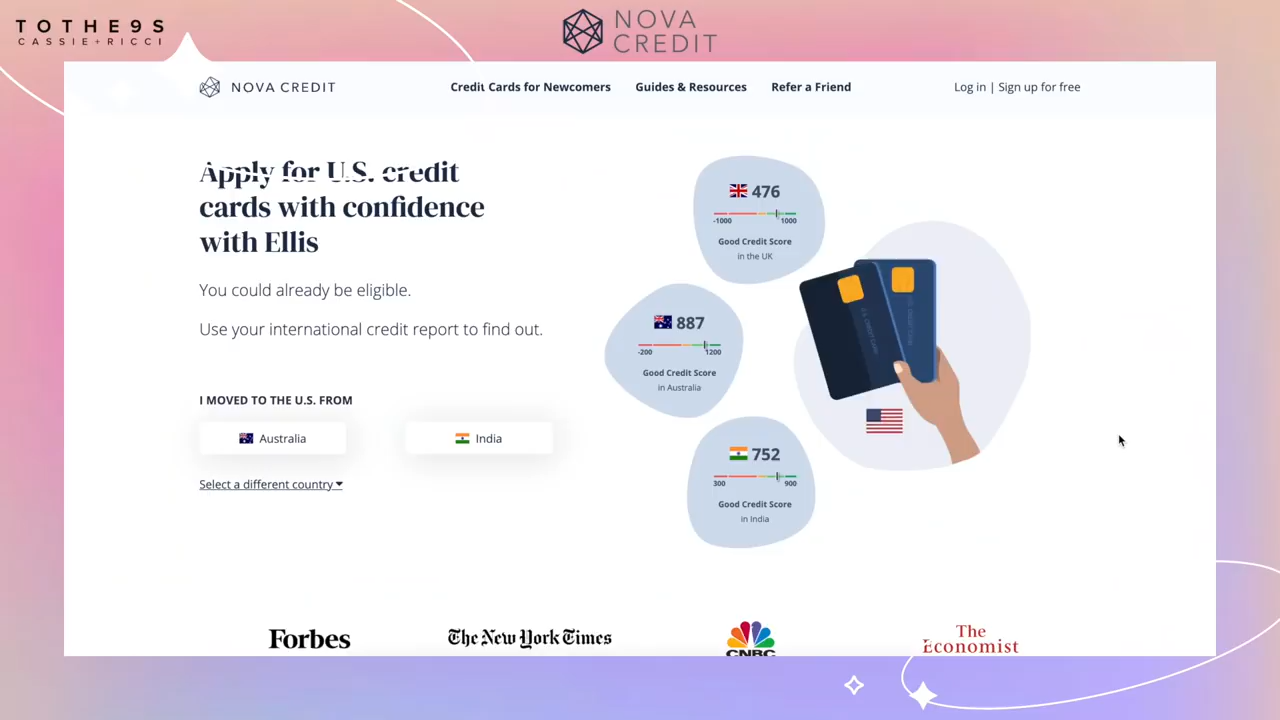 TOTHE9S
CASSIE+RICCI
NOVA
CREDIT
NOVA CREDIT
Credit Cards for Newcomers
Guides & Resources
Refer a Friend
Log in | Sign up for free
Apply for U.S. credit
cards with confidence
with Ellis
You could already be eligible.
Use your international credit report to find out.
I MOVED TO THE U.S. FROM
Australia
India
Select a different country
476
-1000 1000
Good Credit Score
in the UK
887
-200 1200
Good Credit Score
in Australia
752
300 900
Good Credit Score
in India
Forbes
The New York Times
CNBC
The
Economist